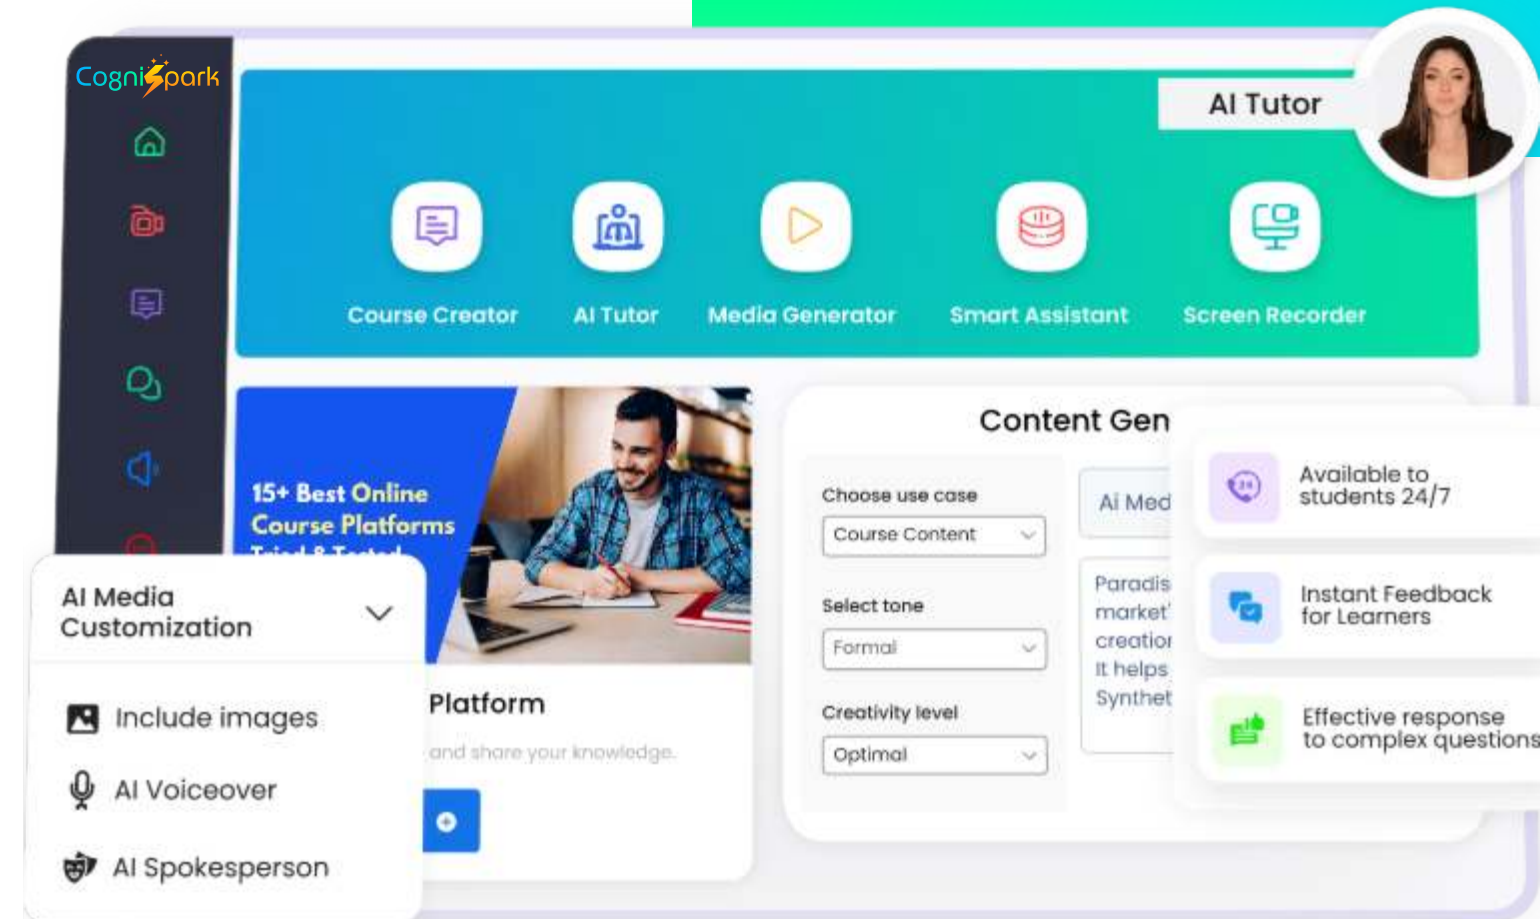 CogniSpark
AI Tutor
Course Creator
AI Tutor
Media Generator
Smart Assistant
Screen Recorder
15+ Best Online
Course Platforms
Tried & Tested
Platform
and share your knowledge.
Content Gen
Choose use case
Course Content
Select tone
Formal
Creativity level
Optimal
Ai Med
Paradis
market'
creation
It helps
Synthet
Available to
students 24/7
Instant Feedback
for Learners
Effective response
to complex questions
AI Media
Customization
Include images
AI Voiceover
AI Spokesperson